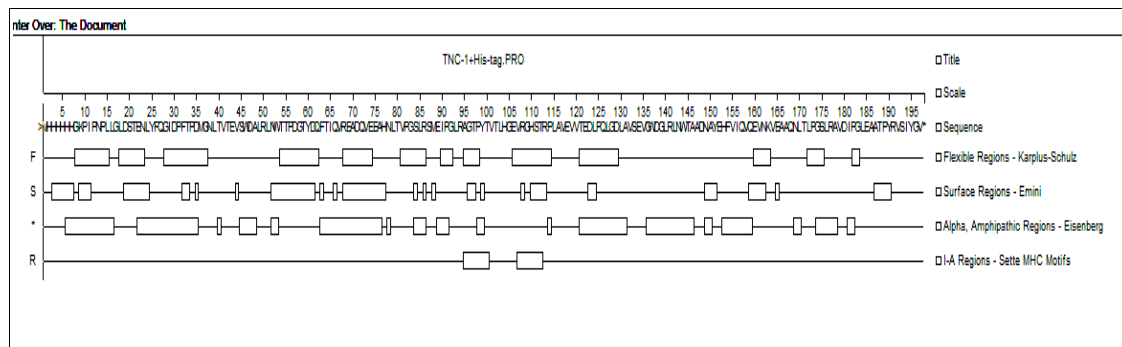 nter Over: The Document
TNC-1+His-tag.PRO
Title
5 10 15 20 25 30 35 40 45 50 55 60 65 70 75 80 85 90 95 100 105 110 115 120 125 130 135 140 145 150 155 160 165 170 175 180 185 190 195
Scale
Sequence
F Flexible Regions - Karplus-Schulz
S Surface Regions - Emini
* Alpha, Amphipathic Regions - Eisenberg
R I-A Regions - Sette MHC Motifs